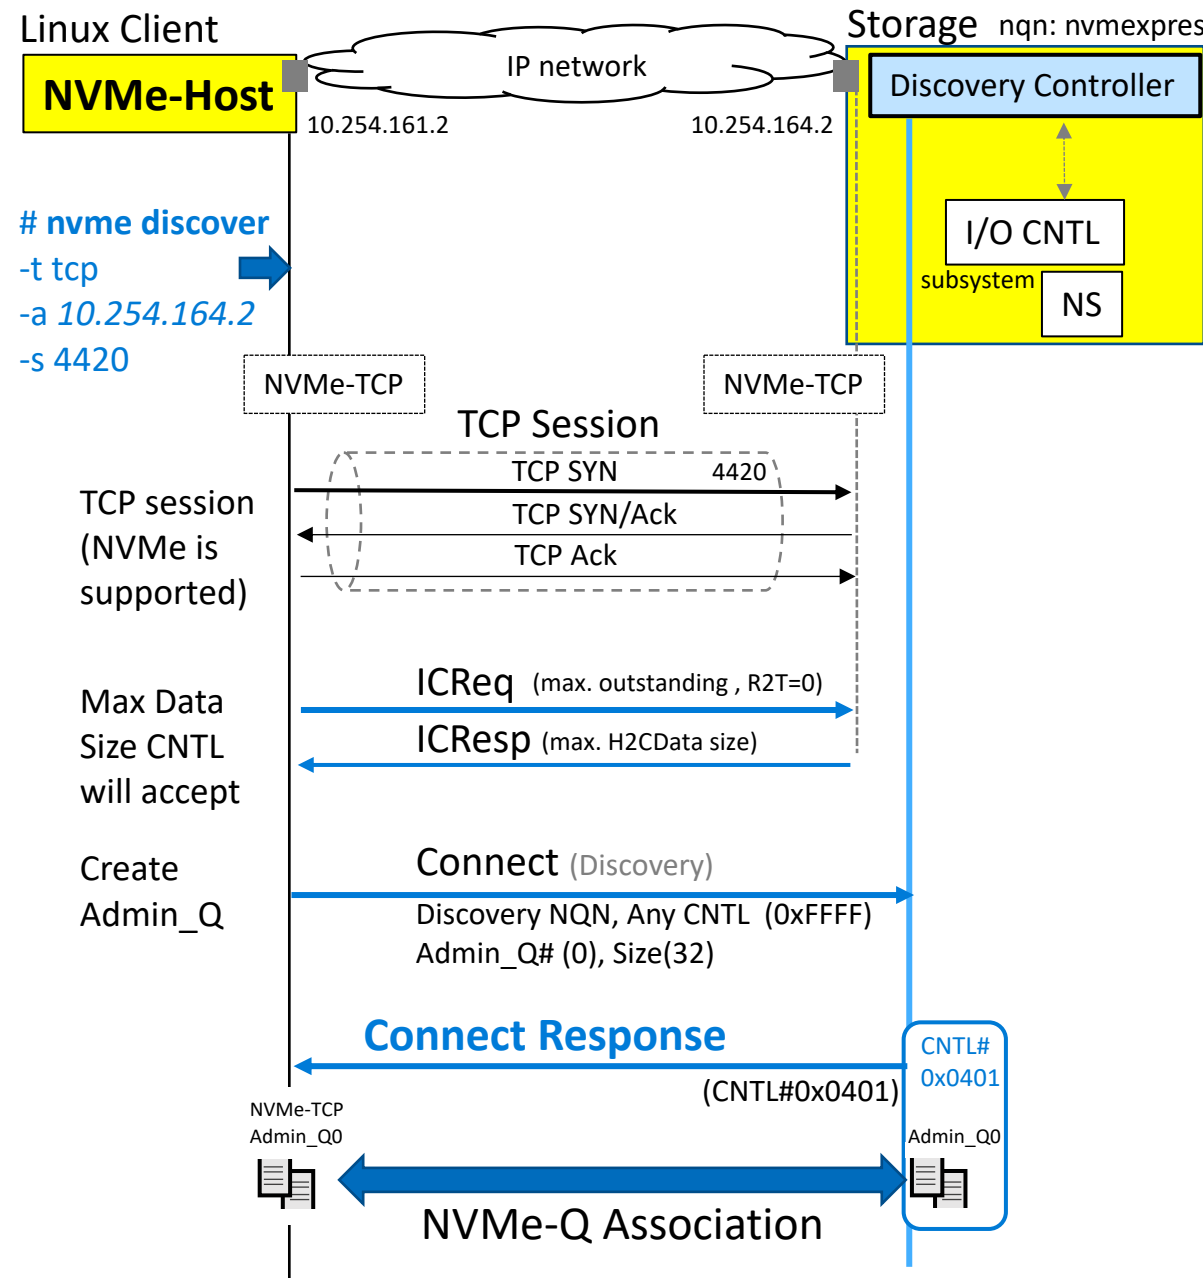 Linux Client
Storage nqn: nvmexpres
NVMe-Host
IP network
Discovery Controller
10.254.161.2
10.254.164.2
# nvme discover
-t tcp
-a 10.254.164.2
-s 4420
I/O CNTL
subsystem
NS
NVMe-TCP
NVMe-TCP
TCP Session
TCP SYN 4420
TCP SYN/Ack
TCP Ack
TCP session
(NVMe is
supported)
ICReq (max. outstanding , R2T=0)
ICResp (max. H2CData size)
Max Data
Size CNTL
will accept
Create
Admin_Q
Connect (Discovery)
Discovery NQN, Any CNTL (0xFFFF)
Admin_Q# (0), Size(32)
Connect Response
(CNTL#0x0401)
CNTL#
0x0401
NVMe-TCP
Admin_Q0
Admin_Q0
NVMe-Q Association